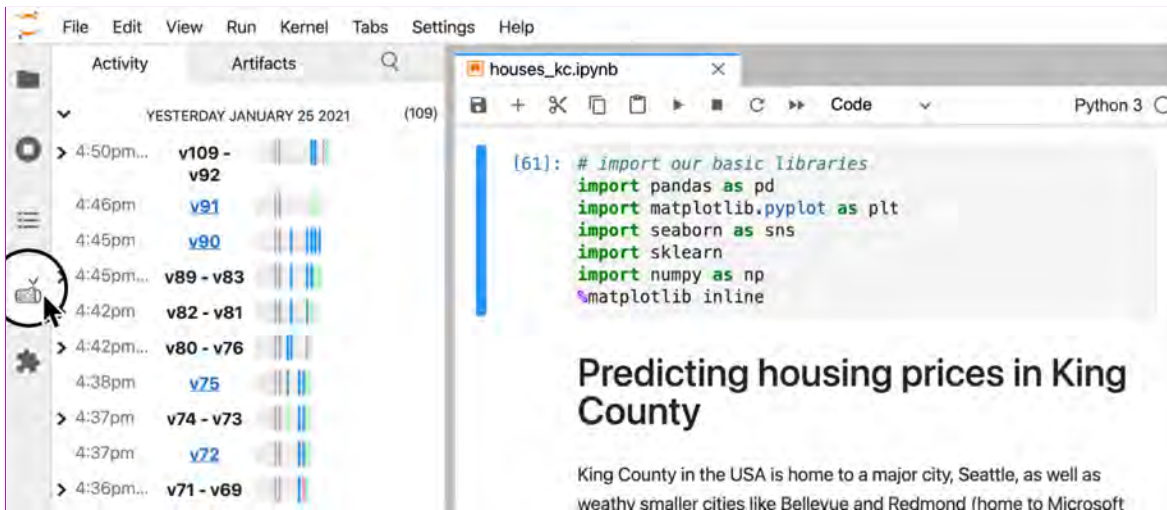 File Edit View Run Kernel Tabs Settings Help
Activity Artifacts
YESTERDAY JANUARY 25 2021 (109)
4:50pm... v109 -
v92
4:46pm v91
4:45pm v90
4:45pm... v89 - v83
4:42pm v82 - v81
4:42pm... v80 - v76
4:38pm v75
4:37pm v74 - v73
4:37pm v72
4:36pm... v71 - v69
houses_kc.ipynb
Code Python 3
[61]: # import our basic libraries
import pandas as pd
import matplotlib.pyplot as plt
import seaborn as sns
import sklearn
import numpy as np
%matplotlib inline
Predicting housing prices in King
County
King County in the USA is home to a major city, Seattle, as well as
weathy smaller cities like Bellevue and Redmond (home to Microsoft